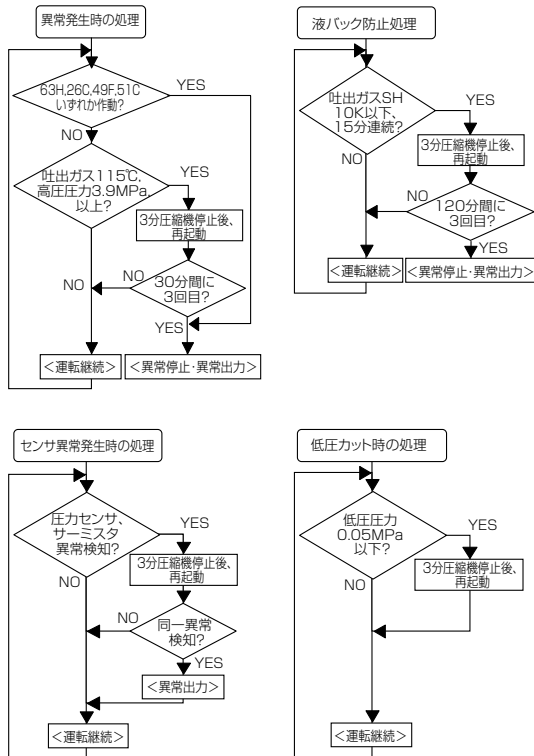 異常発生時の処理
63H,26C,49F,51C
いずれか作動?
YES
NO
吐出ガス115℃,
高圧圧力3.9MPa,
以上?
YES
3分圧縮機停止後、
再起動
NO
NO
30分間に
3回目?
YES
<運転継続>
<異常停止・異常出力>
液バック防止処理
吐出ガスSH
10K以下、
15分連続?
YES
NO
3分圧縮機停止後、
再起動
NO
120分間に
3回目?
YES
<運転継続>
<異常停止・異常出力>
センサ異常発生時の処理
圧力センサ、
サーミスタ
異常検知?
YES
NO
3分圧縮機停止後、
再起動
NO
同一異常
検知?
YES
<異常出力>
<運転継続>
低圧カット時の処理
低圧圧力
0.05MPa
以下?
YES
NO
3分圧縮機停止後、
再起動
<運転継続>